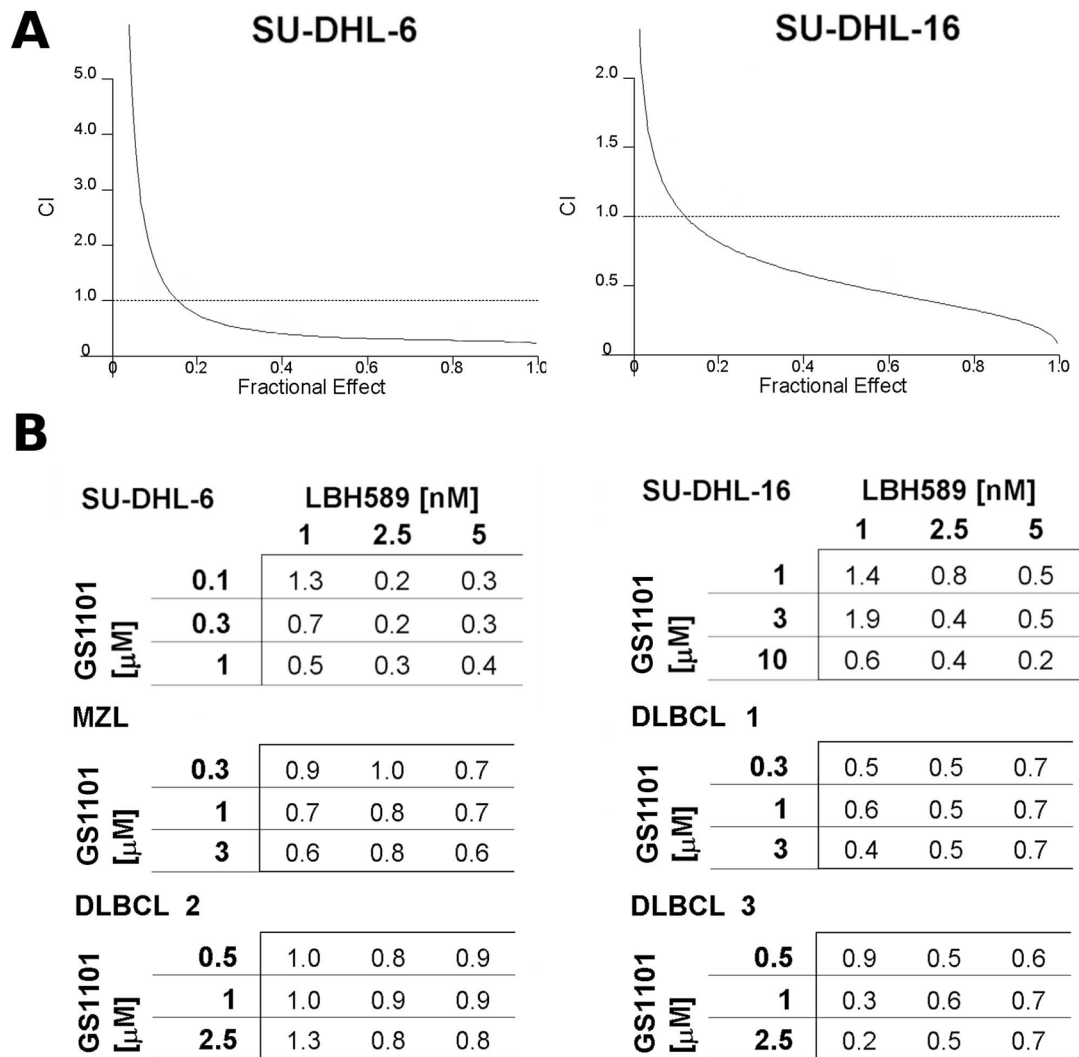 A
SU-DHL-6
5.0
4.0
3.0
2.0
1.0
0
CI
0
0.2
0.4
0.6
0.8
1.0
Fractional Effect
SU-DHL-16
2.0
1.5
1.0
0.5
0
CI
0
0.2
0.4
0.6
0.8
1.0
Fractional Effect
B
SU-DHL-6 LBH589 [nM]
1 2.5 5
GS1101
[µM]
0.1 1.3 0.2 0.3
0.3 0.7 0.2 0.3
1 0.5 0.3 0.4
SU-DHL-16 LBH589 [nM]
1 2.5 5
GS1101
[µM]
1 1.4 0.8 0.5
3 1.9 0.4 0.5
10 0.6 0.4 0.2
MZL
GS1101
[µM]
0.3 0.9 1.0 0.7
1 0.7 0.8 0.7
3 0.6 0.8 0.6
DLBCL 1
GS1101
[µM]
0.3 0.5 0.5 0.7
1 0.6 0.5 0.7
3 0.4 0.5 0.7
DLBCL 2
GS1101
[µM]
0.5 1.0 0.8 0.9
1 1.0 0.9 0.9
2.5 1.3 0.8 0.8
DLBCL 3
GS1101
[µM]
0.5 0.9 0.5 0.6
1 0.3 0.6 0.7
2.5 0.2 0.5 0.7